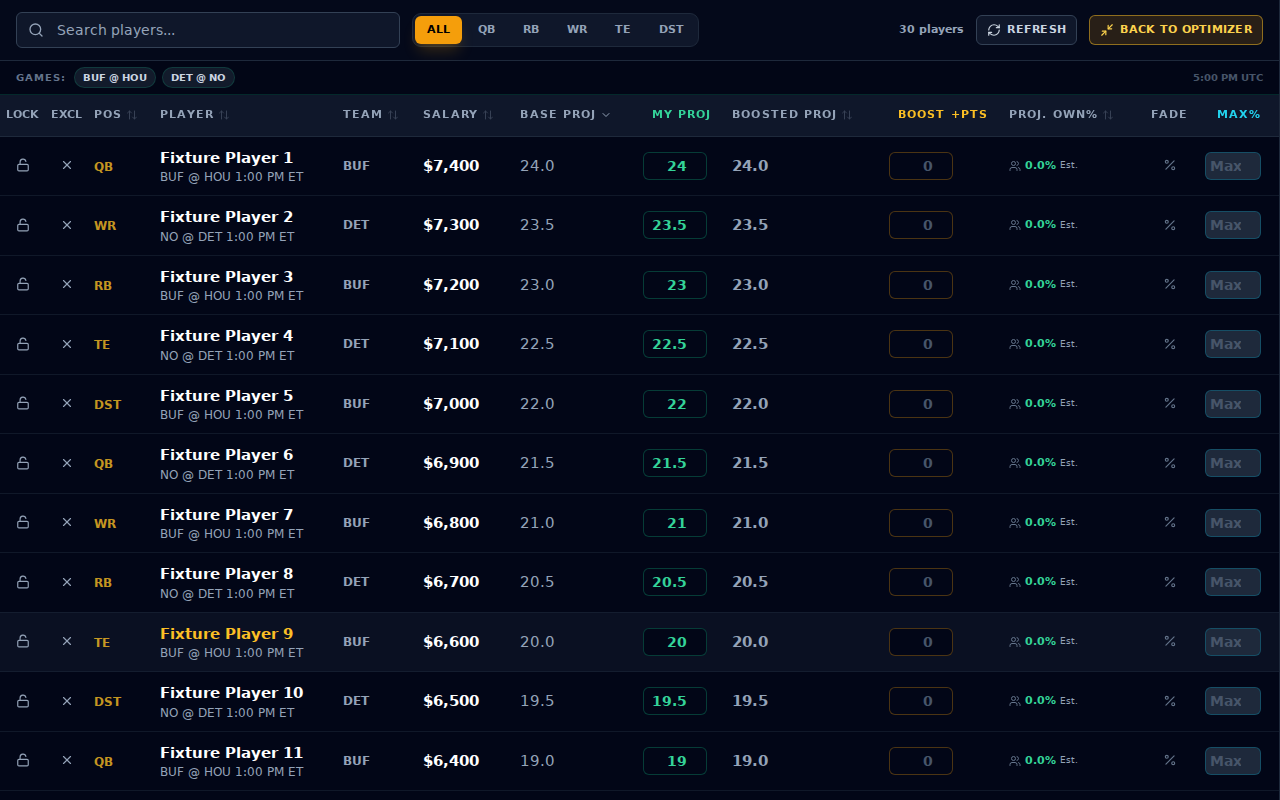 Search players...
ALL QB RB WR TE DST
30 players REFRESH BACK TO OPTIMIZER
GAMES: BUF @ HOU DET @ NO 5:00 PM UTC
LOCK EXCL POS PLAYER TEAM SALARY BASE PROJ MY PROJ BOOSTED PROJ BOOST +PTS PROJ. OWN% FADE MAX%
QB Fixture Player 1 BUF $7,400 24.0 24 24.0 0 0.0% Est. % Max
BUF @ HOU 1:00 PM ET
WR Fixture Player 2 DET $7,300 23.5 23.5 23.5 0 0.0% Est. % Max
NO @ DET 1:00 PM ET
RB Fixture Player 3 BUF $7,200 23.0 23 23.0 0 0.0% Est. % Max
BUF @ HOU 1:00 PM ET
TE Fixture Player 4 DET $7,100 22.5 22.5 22.5 0 0.0% Est. % Max
NO @ DET 1:00 PM ET
DST Fixture Player 5 BUF $7,000 22.0 22 22.0 0 0.0% Est. % Max
BUF @ HOU 1:00 PM ET
QB Fixture Player 6 DET $6,900 21.5 21.5 21.5 0 0.0% Est. % Max
NO @ DET 1:00 PM ET
WR Fixture Player 7 BUF $6,800 21.0 21 21.0 0 0.0% Est. % Max
BUF @ HOU 1:00 PM ET
RB Fixture Player 8 DET $6,700 20.5 20.5 20.5 0 0.0% Est. % Max
NO @ DET 1:00 PM ET
TE Fixture Player 9 BUF $6,600 20.0 20 20.0 0 0.0% Est. % Max
BUF @ HOU 1:00 PM ET
DST Fixture Player 10 DET $6,500 19.5 19.5 19.5 0 0.0% Est. % Max
NO @ DET 1:00 PM ET
QB Fixture Player 11 BUF $6,400 19.0 19 19.0 0 0.0% Est. % Max
BUF @ HOU 1:00 PM ET